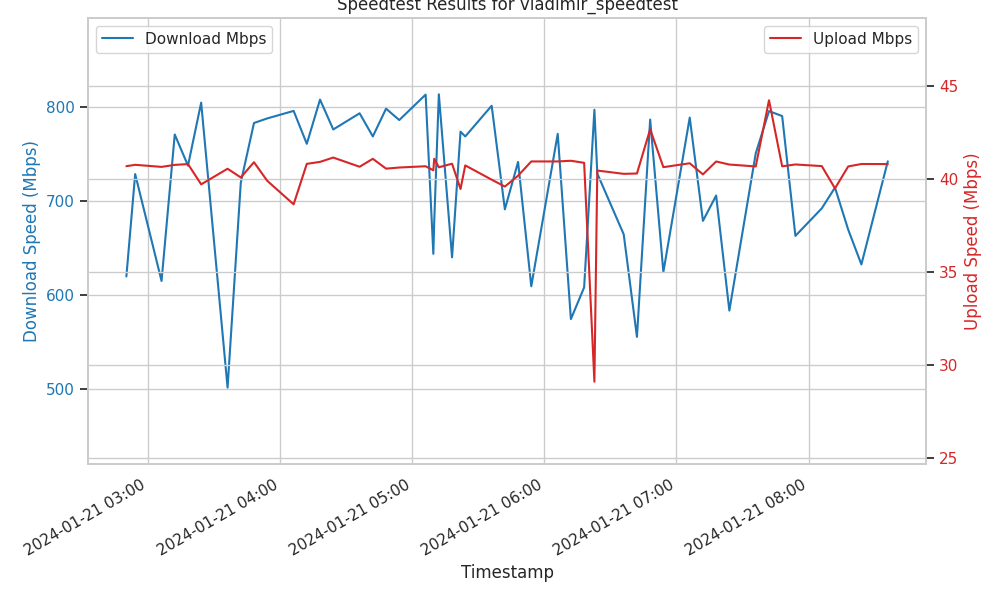 Speedtest Results for vladimir_speedtest
Download Mbps
Upload Mbps
800
700
600
500
Download Speed (Mbps)
45
40
35
30
25
Upload Speed (Mbps)
2024-01-21 03:00
2024-01-21 04:00
2024-01-21 05:00
2024-01-21 06:00
2024-01-21 07:00
2024-01-21 08:00
Timestamp